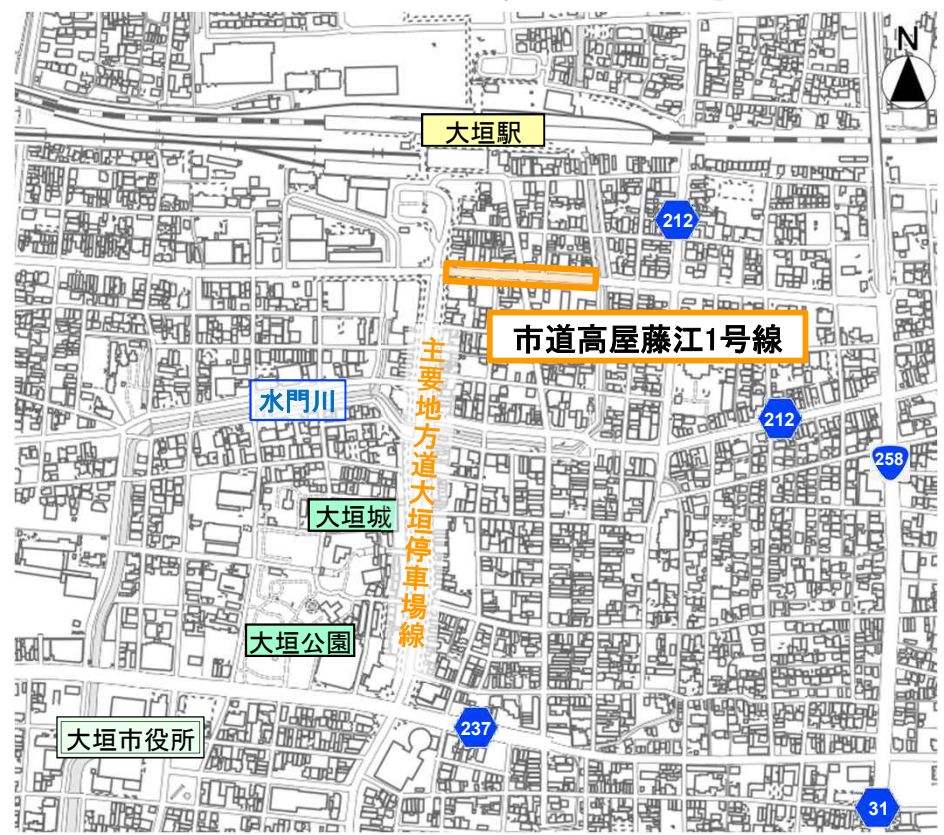 N
大垣駅
212
市道高屋藤江1号線
主要地方道大垣停車場線
水門川
212
258
大垣城
大垣公園
大垣市役所
237
31